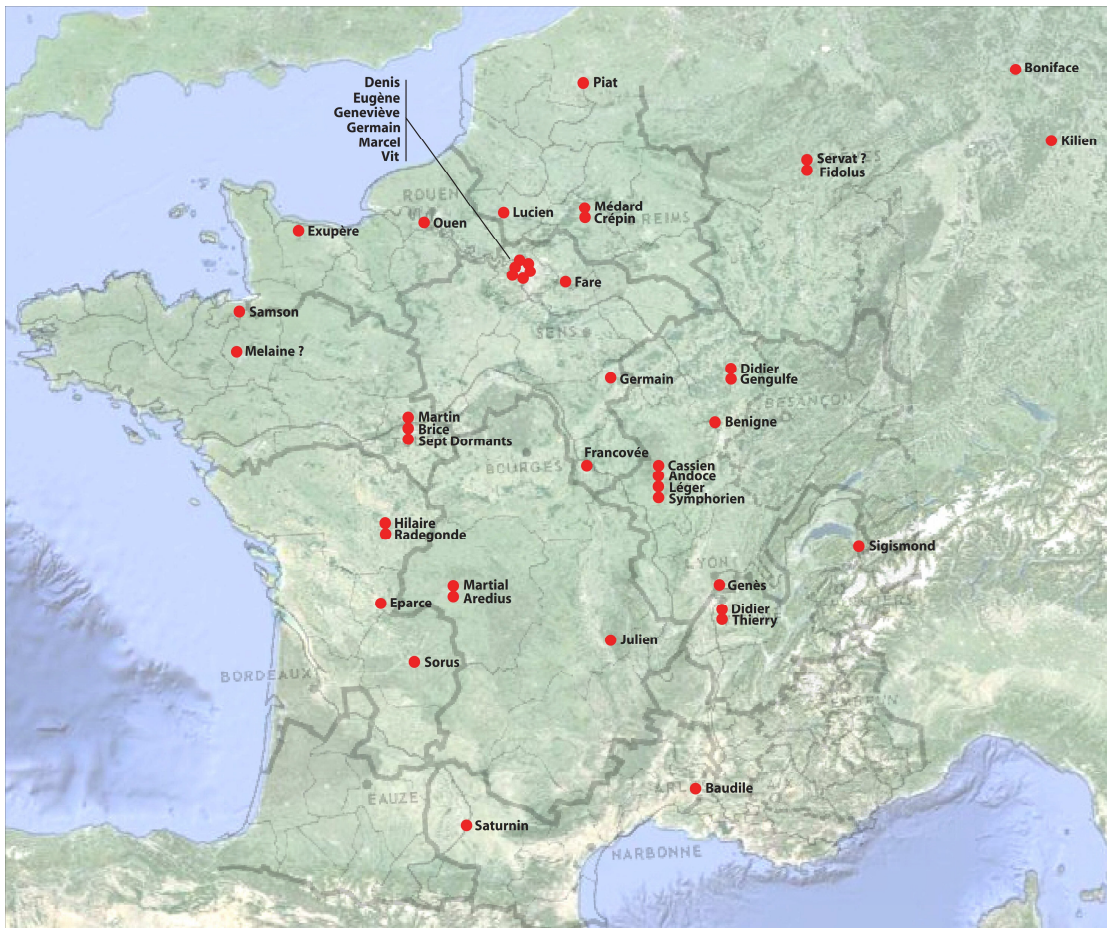 Denis
Eugène
Geneviève
Germain
Marcel
Vit
Piat
Boniface
Kilien
Servat ?
Fidolus
ROUEN
Ouen
Lucien
Médard
Crépin
REIMS
Exupère
Fare
Samson
SENS
Melaine ?
Germain
Didier
Gengulfe
BESANÇON
Martin
Brice
Sept Dormants
Benigne
Francovée
BOURGES
Cassien
Andoce
Léger
Symphorien
Hilaire
Radegonde
Sigismond
LYON
Genès
Martial
Aredius
Eparce
Didier
Thierry
Julien
Sorus
BORDEAUX
Baudile
EAUZE
Saturnin
NARBONNE